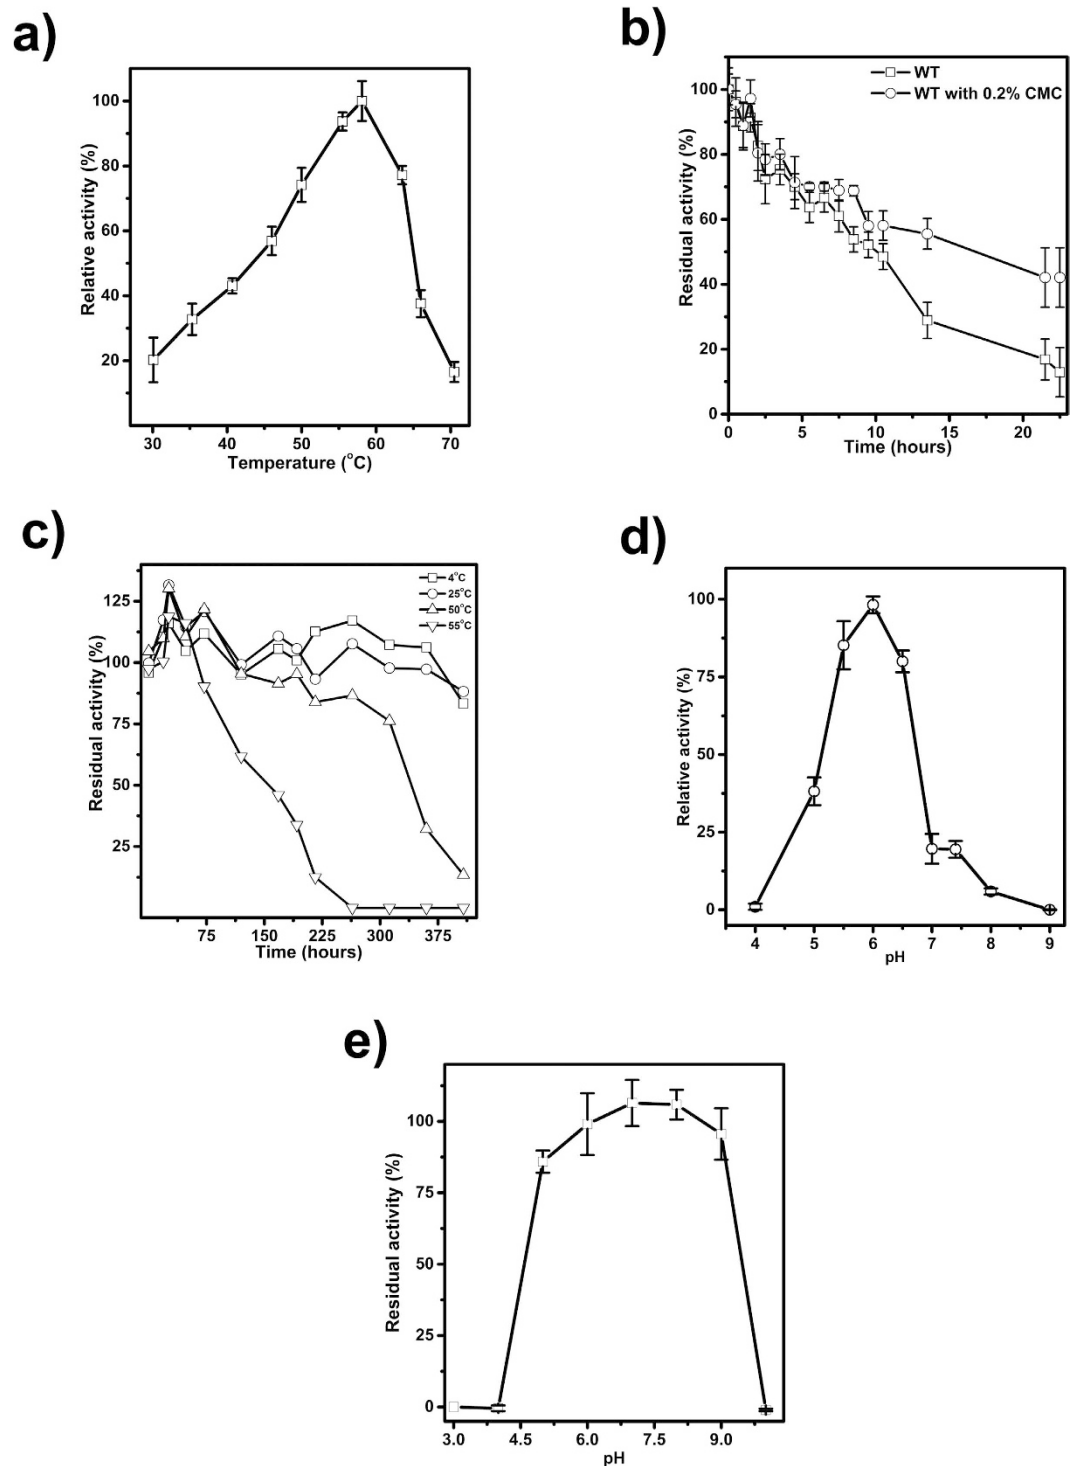 a)
Relative activity (%)
100
80
60
40
20
30 40 50 60 70
Temperature (°C)
b)
Residual activity (%)
100
80
60
40
20
0
WT
WT with 0.2% CMC
0 5 10 15 20
Time (hours)
c)
Residual activity (%)
125
100
75
50
25
4°C
25°C
50°C
55°C
75 150 225 300 375
Time (hours)
d)
Relative activity (%)
100
75
50
25
0
4 5 6 7 8 9
pH
e)
Residual activity (%)
100
75
50
25
0
3.0 4.5 6.0 7.5 9.0
pH